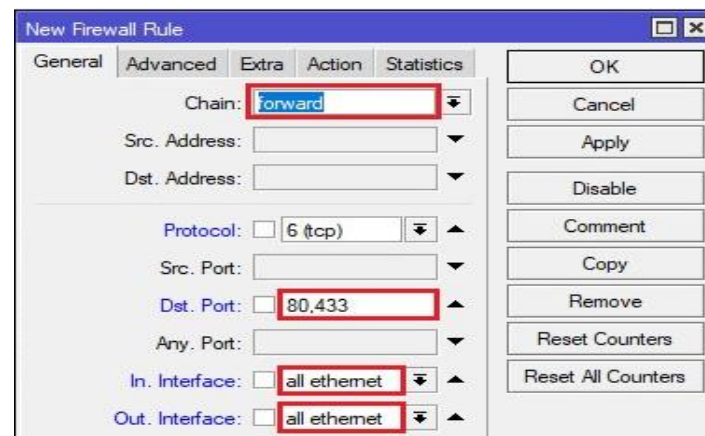 New Firewall Rule
General Advanced Extra Action Statistics
Chain: forward
Src. Address:
Dst. Address:
Protocol: 6 (tcp)
Src. Port:
Dst. Port: 80,433
Any. Port:
In. Interface: all ethernet
Out. Interface: all ethernet
OK
Cancel
Apply
Disable
Comment
Copy
Remove
Reset Counters
Reset All Counters